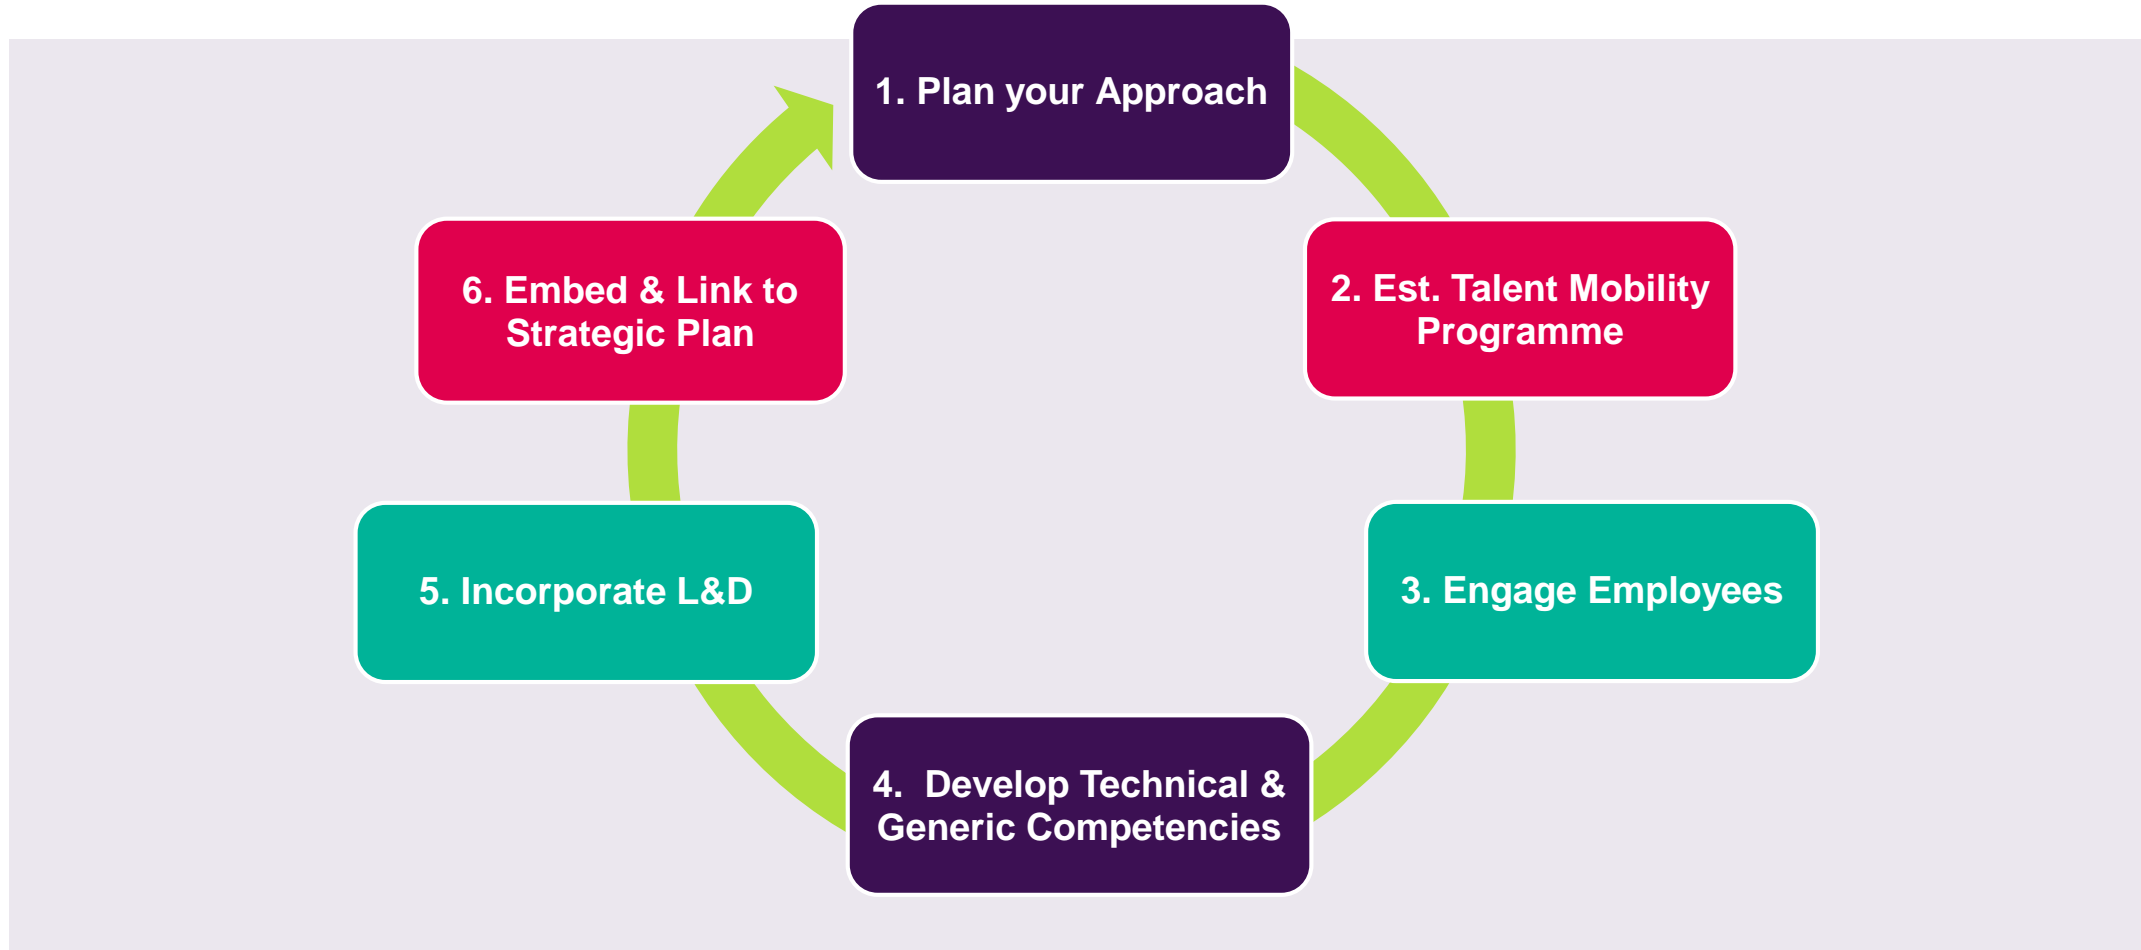 1. Plan your Approach
2. Est. Talent Mobility
Programme
3. Engage Employees
4.  Develop Technical &
Generic Competencies
5. Incorporate L&D
6. Embed & Link to
Strategic Plan